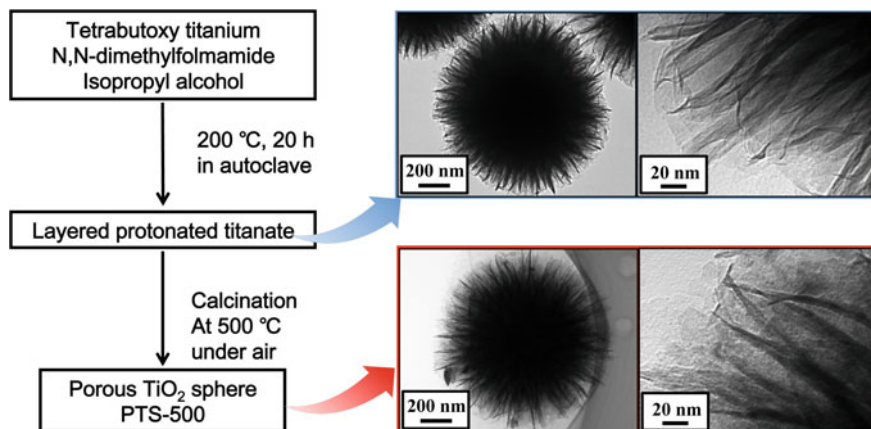 Tetrabutoxy titanium
N,N-dimethylfolmamide
Isopropyl alcohol
200 ℃, 20 h
in autoclave
Layered protonated titanate
Calcination
At 500 ℃
under air
Porous TiO₂ sphere
PTS-500
200 nm
20 nm
200 nm
20 nm